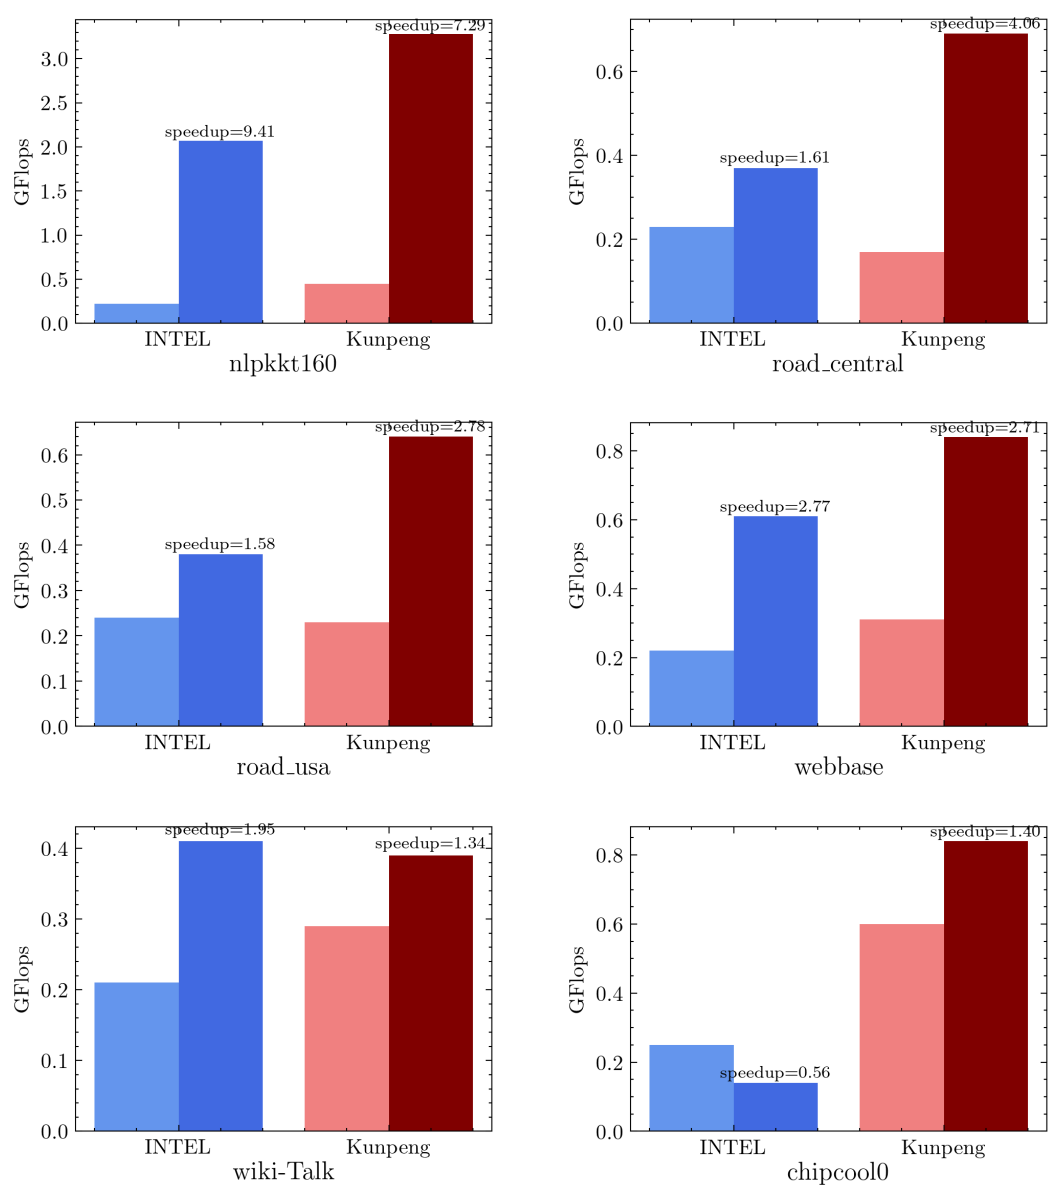 speedup=7.29
3.0
2.5
speedup=9.41
2.0
GFlops
1.5
1.0
0.5
0.0
INTEL Kunpeng
nlpkkt160
speedup=4.06
0.6
speedup=1.61
0.4
GFlops
0.2
0.0
INTEL Kunpeng
road_central
speedup=2.78
0.6
0.5
speedup=1.58
0.4
GFlops
0.3
0.2
0.1
0.0
INTEL Kunpeng
road_usa
speedup=2.71
0.8
speedup=2.77
0.6
GFlops
0.4
0.2
0.0
INTEL Kunpeng
webbase
speedup=1.95
speedup=1.34
0.4
0.3
GFlops
0.2
0.1
0.0
INTEL Kunpeng
wiki-Talk
speedup=1.40
0.8
0.6
GFlops
0.4
0.2
speedup=0.56
0.0
INTEL Kunpeng
chipcool0